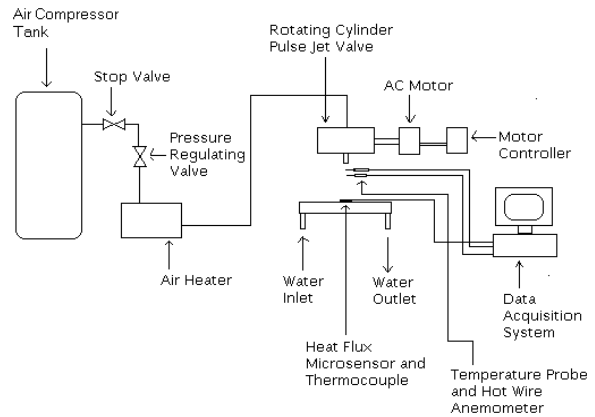 Air Compressor
Tank
Stop Valve
Pressure
Regulating
Valve
Rotating Cylinder
Pulse Jet Valve
AC Motor
Motor
Controller
Air Heater
Water
Inlet
Water
Outlet
Data
Acquisition
System
Heat Flux
Microsensor and
Thermocouple
Temperature Probe
and Hot Wire
Anemometer